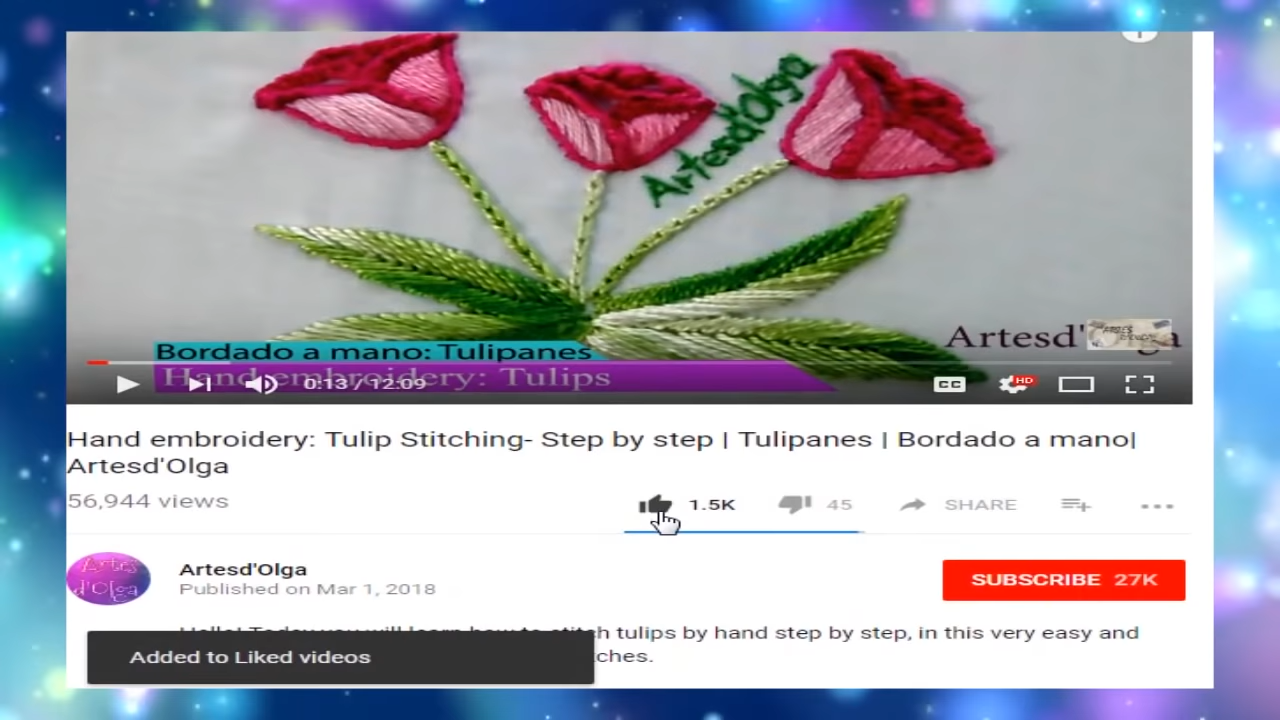 Artesd'Olga
Artesd'
a
Bordado a mano: Tulipanes
Hand embroidery: Tulips
0:13 / 12:09
CC
HD
Hand embroidery: Tulip Stitching- Step by step | Tulipanes | Bordado a mano|
Artesd'Olga
56,944 views
1.5K
45
SHARE
Artes
d'Olga
Artesd'Olga
Published on Mar 1, 2018
SUBSCRIBE 27K
Hello! Today you will learn how to stitch tulips by hand step by step, in this very easy and
ches.
Added to Liked videos